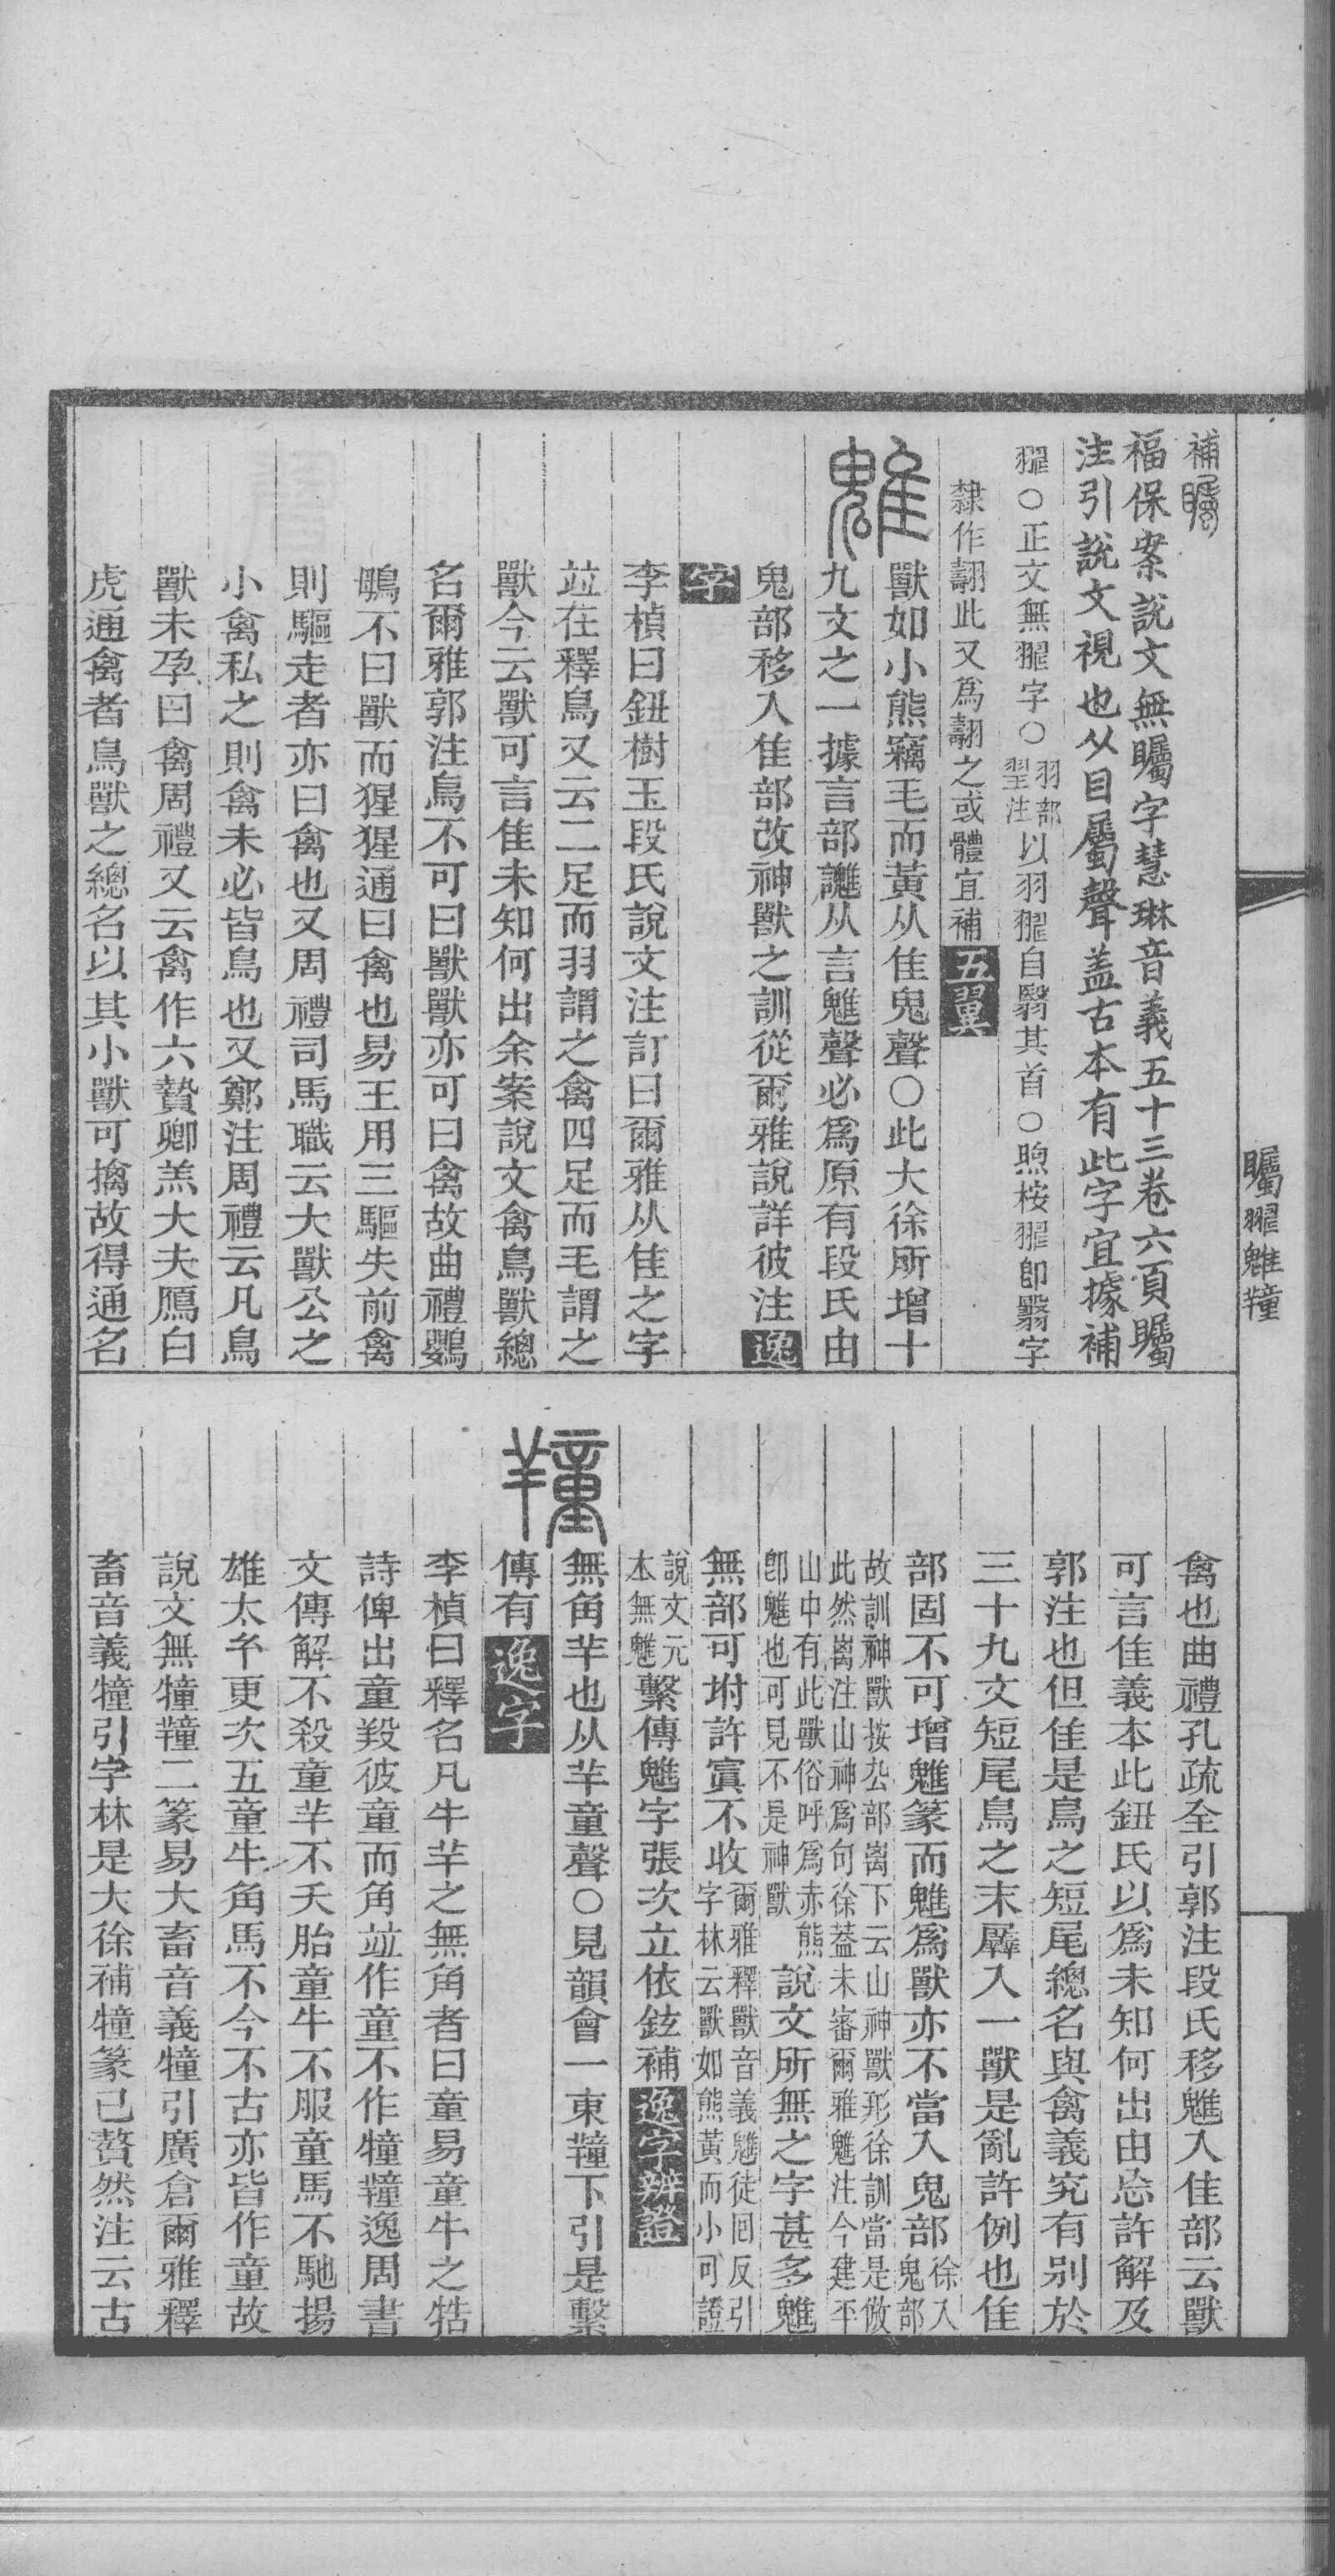 矚翟䧳𦏆
補矚
福保案說文無矚字慧琳音義五十三卷六頁矚
注引說文視也从目屬聲葢古本有此字宜據補
○正文無字○羽部翌注以羽自翳其首○煦桉卽翳字
隸作翿此又爲翿之或體宜補五翼
䧳
獸如小熊竊毛而黃从隹鬼聲○此大徐所增十
九文之一據言部讎从言䧳聲必爲原有段氏由
鬼部移入隹部改神獸之訓從爾雅說詳彼注逸
字
李楨曰鈕樹玉段氏說文注訂曰爾雅从隹之字
竝在釋鳥又云二足而羽謂之禽四足而毛謂之
獸今云獸可言隹未知何出余案說文禽鳥獸總
名爾雅郭注鳥不可曰獸獸亦可曰禽故曲禮鸚
鵡不曰獸而猩猩通曰禽也易王用三驅失前禽
則驅走者亦曰禽也又周禮司馬職云大獸公之
小禽私之則禽未必皆鳥也又鄭注周禮云凡鳥
獸未孕曰禽周禮又云禽作六贄卿羔大夫鴈白
虎通禽者鳥獸之總名以其小獸可擒故得通名
禽也曲禮孔疏全引郭注段氏移魋入隹部云獸
可言隹義本此鈕氏以爲未知何出由忘許解及
郭注也但隹是鳥之短尾總名與禽義究有別於
三十九文短尾鳥之末羼入一獸是亂許例也隹
部固不可增魋篆而魋爲獸亦不當入鬼部徐入鬼部
故訓神獸按厹部离下云山神獸形徐訓當是倣此然离注山神爲句徐葢未審爾雅魋注今建平
山中有此獸俗呼爲赤熊卽魋也可見不是神獸說文所無之字甚多魋
無部可坿許寘不收爾雅釋獸音義魋徒回反引字林云獸如熊黃而小可證
說文元本無魋繫傳魋字張次立依鉉補逸字辨證
𦏆
無角羊也从羊童聲○見韻會一東𦏆下引是繫
傳有逸字
李楨曰釋名凡牛羊之無角者曰童易童牛之牿
詩俾出童羖彼童而角竝作童不作犝𦏆逸周書
文傳解不殺童羊不夭胎童牛不服童馬不馳揚
雄太玄更次五童牛角馬不今不古亦皆作童故
說文無犝𦏆二篆易大畜音義犝引廣倉爾雅釋
畜音義犝引字林是大徐補犝篆已贅然注云古